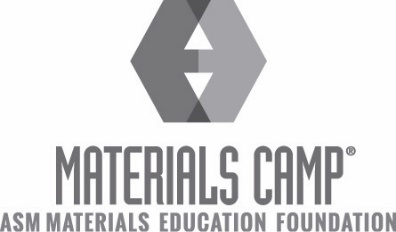 MATERIALS CAMP®
ASM MATERIALS EDUCATION FOUNDATION